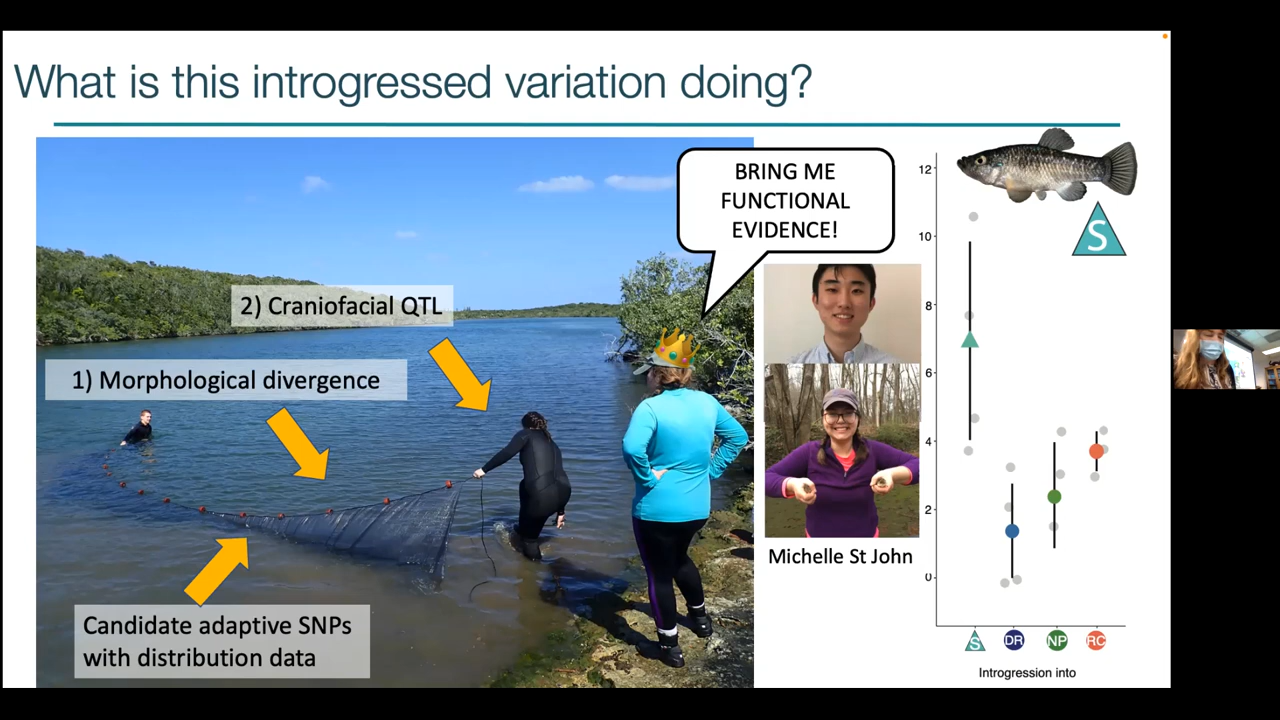 What is this introgressed variation doing?
BRING ME
FUNCTIONAL
EVIDENCE!
2) Craniofacial QTL
1) Morphological divergence
Candidate adaptive SNPs
with distribution data
Michelle St John
S
12
10
8
6
4
2
0
S DR NP RC
Introgression into